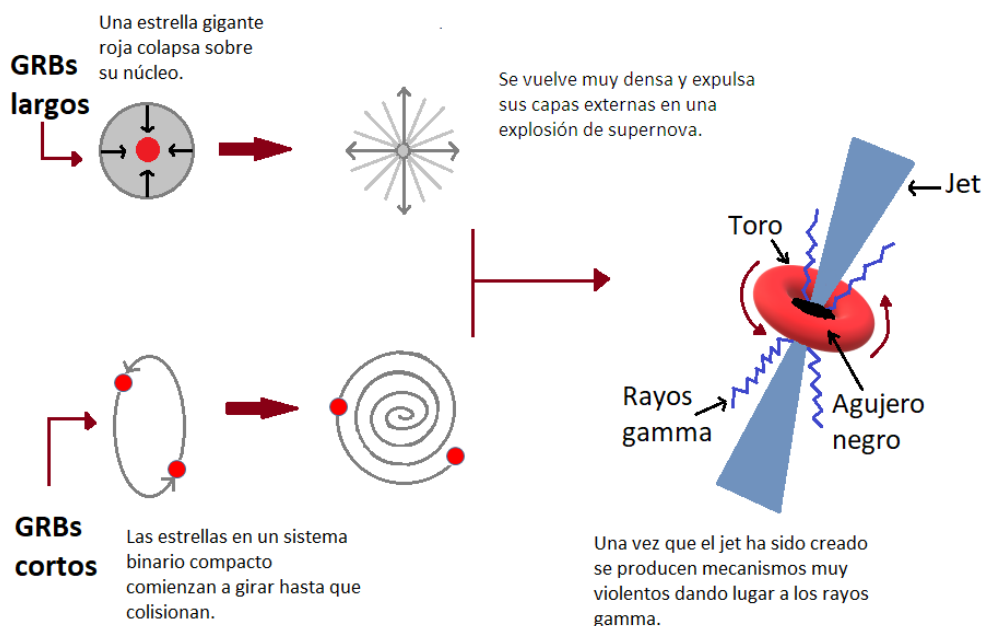 Una estrella gigante
roja colapsa sobre
su núcleo.
GRBs
largos
Se vuelve muy densa y expulsa
sus capas externas en una
explosión de supernova.
Jet
Toro
Rayos
gamma
Agujero
negro
GRBs
cortos
Las estrellas en un sistema
binario compacto
comienzan a girar hasta que
colisionan.
Una vez que el jet ha sido creado
se producen mecanismos muy
violentos dando lugar a los rayos
gamma.